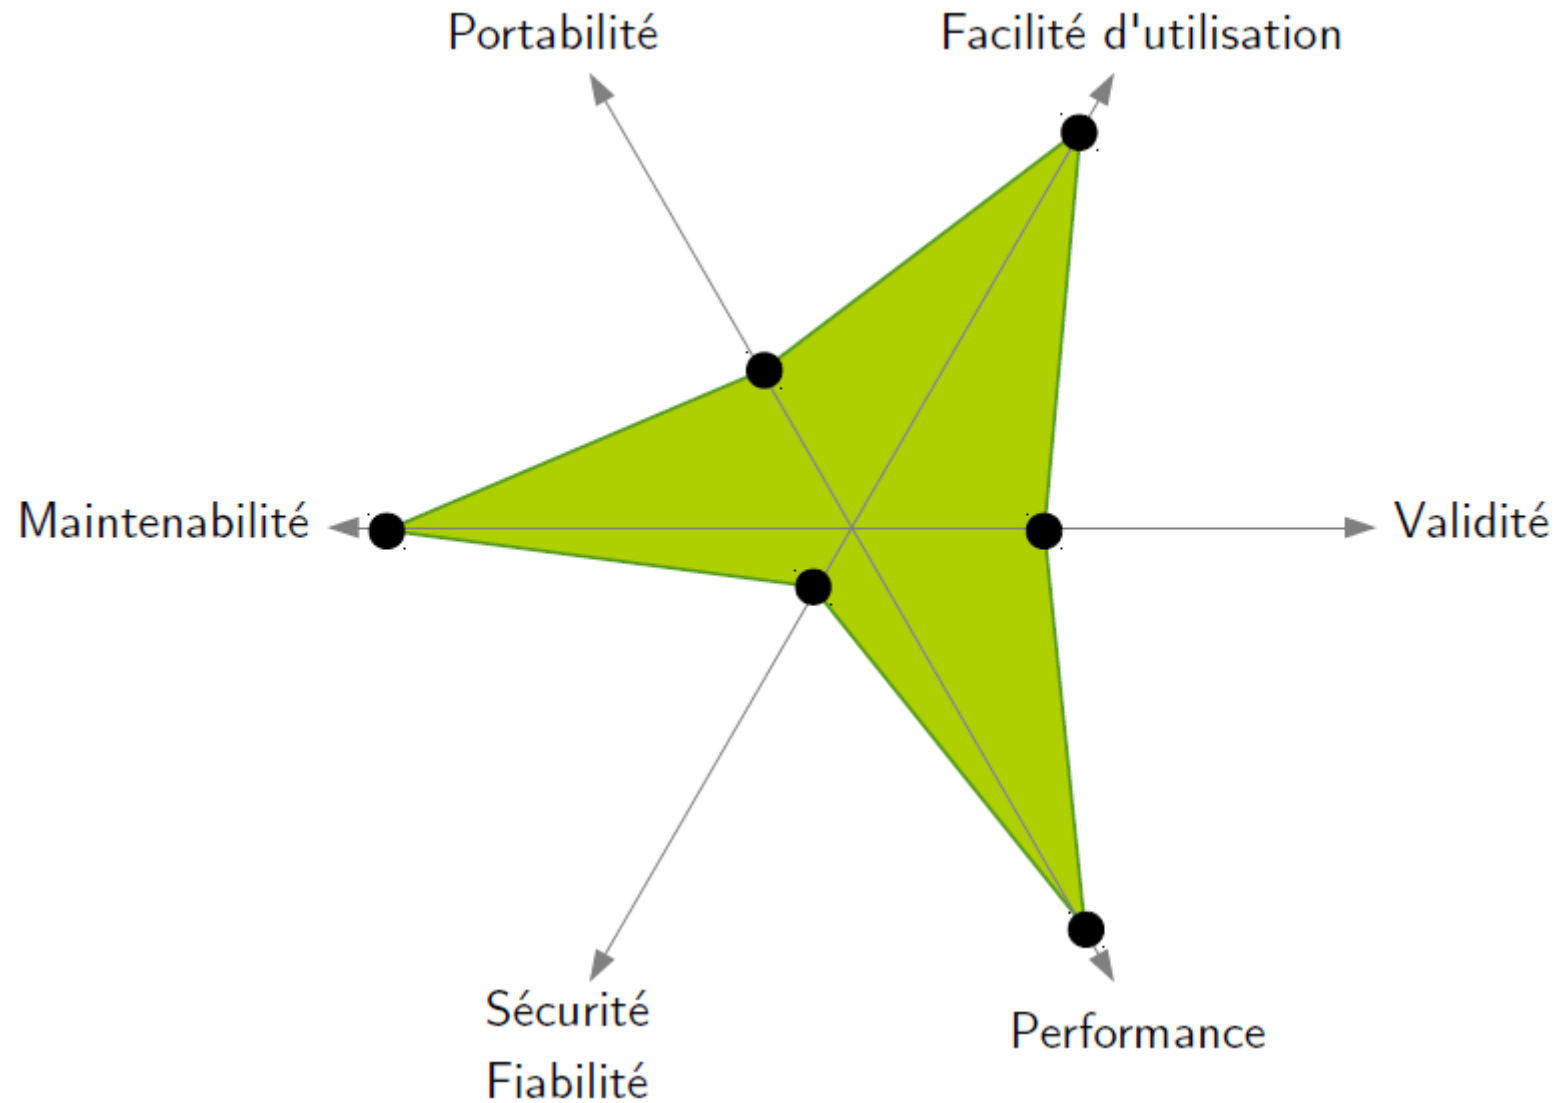 Portabilité
Facilité d'utilisation
Maintenabilité
Validité
Sécurité
Fiabilité
Performance